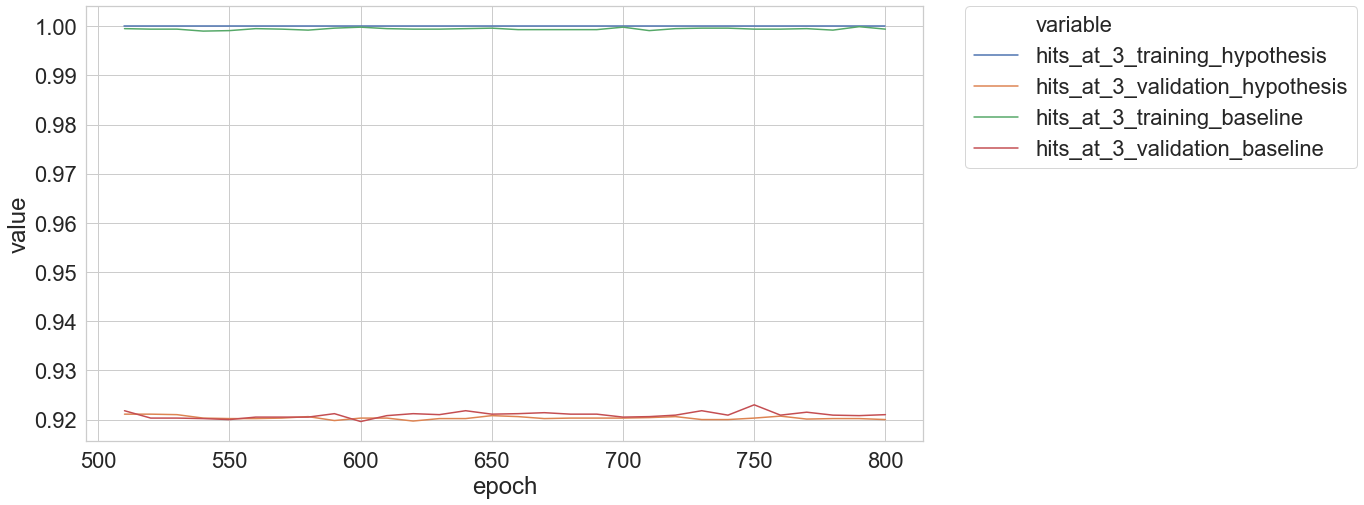 1.00
0.99
0.98
0.97
0.96
0.95
0.94
0.93
0.92
value
500 550 600 650 700 750 800
epoch
variable
hits_at_3_training_hypothesis
hits_at_3_validation_hypothesis
hits_at_3_training_baseline
hits_at_3_validation_baseline